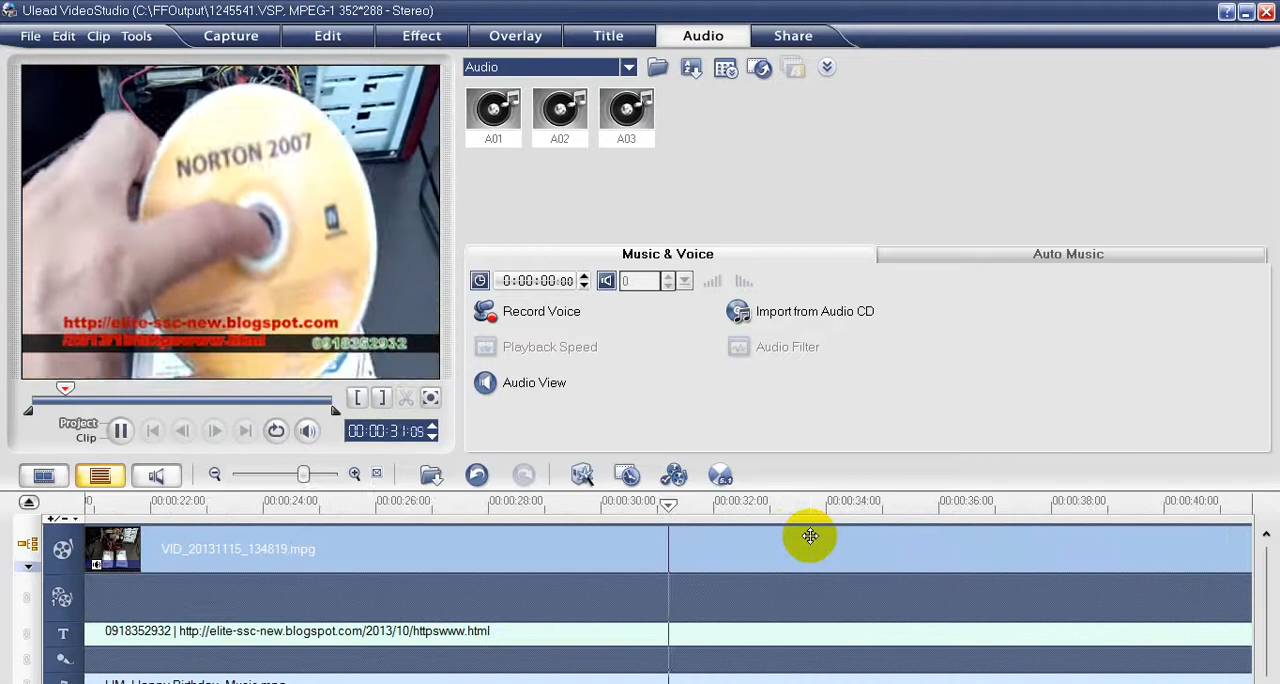 Ulead VideoStudio (C:\FFOutput\1245541.VSP, MPEG-1 352*288 - Stereo)
File Edit Clip Tools Capture Edit Effect Overlay Title Audio Share
Audio
A01 A02 A03
NORTON 2007
http://elite-ssc-new.blogspot.com
/2013/10/httpswww.html 0918352932
Music & Voice Auto Music
0:00:00:00 0
Record Voice Import from Audio CD
Playback Speed Audio Filter
Audio View
Project
Clip
00:00:31:05
00:00:22:00 00:00:24:00 00:00:26:00 00:00:28:00 00:00:30:00 00:00:32:00 00:00:34:00 00:00:36:00 00:00:38:00 00:00:40:00
VID_20131115_134819.mpg
0918352932 | http://elite-ssc-new.blogspot.com/2013/10/httpswww.html